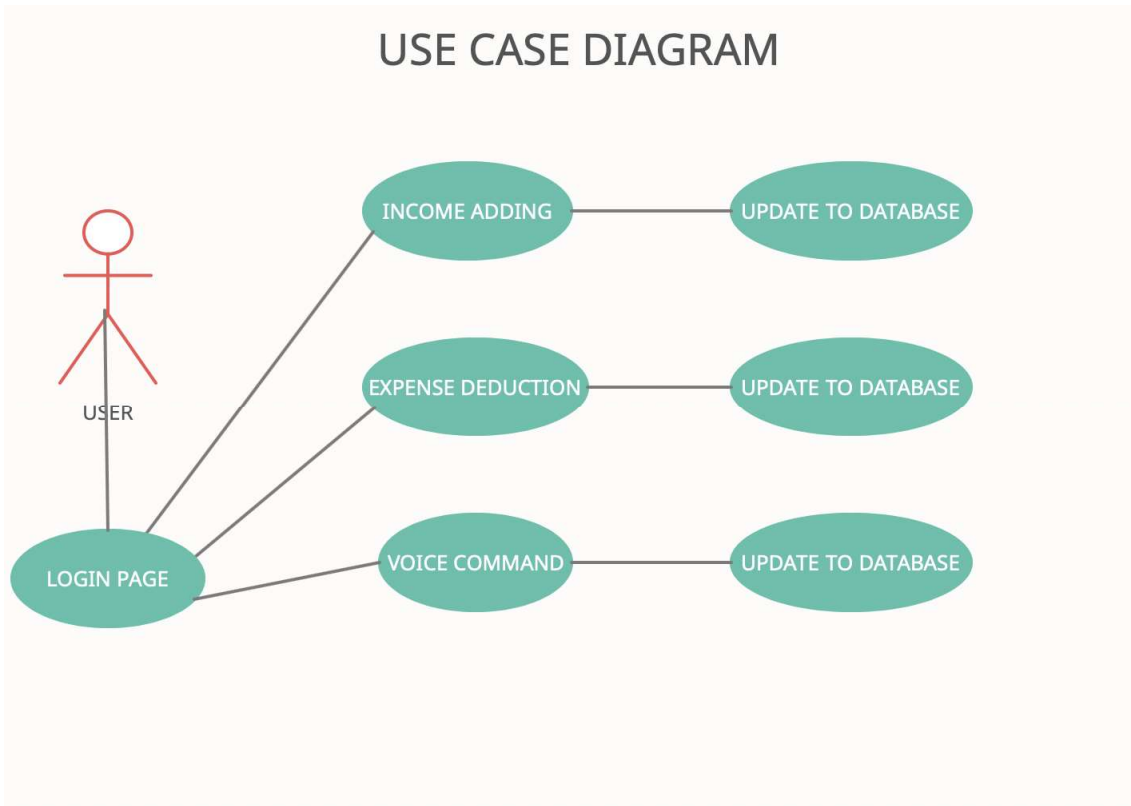 USE CASE DIAGRAM
INCOME ADDING
UPDATE TO DATABASE
EXPENSE DEDUCTION
UPDATE TO DATABASE
USER
VOICE COMMAND
UPDATE TO DATABASE
LOGIN PAGE